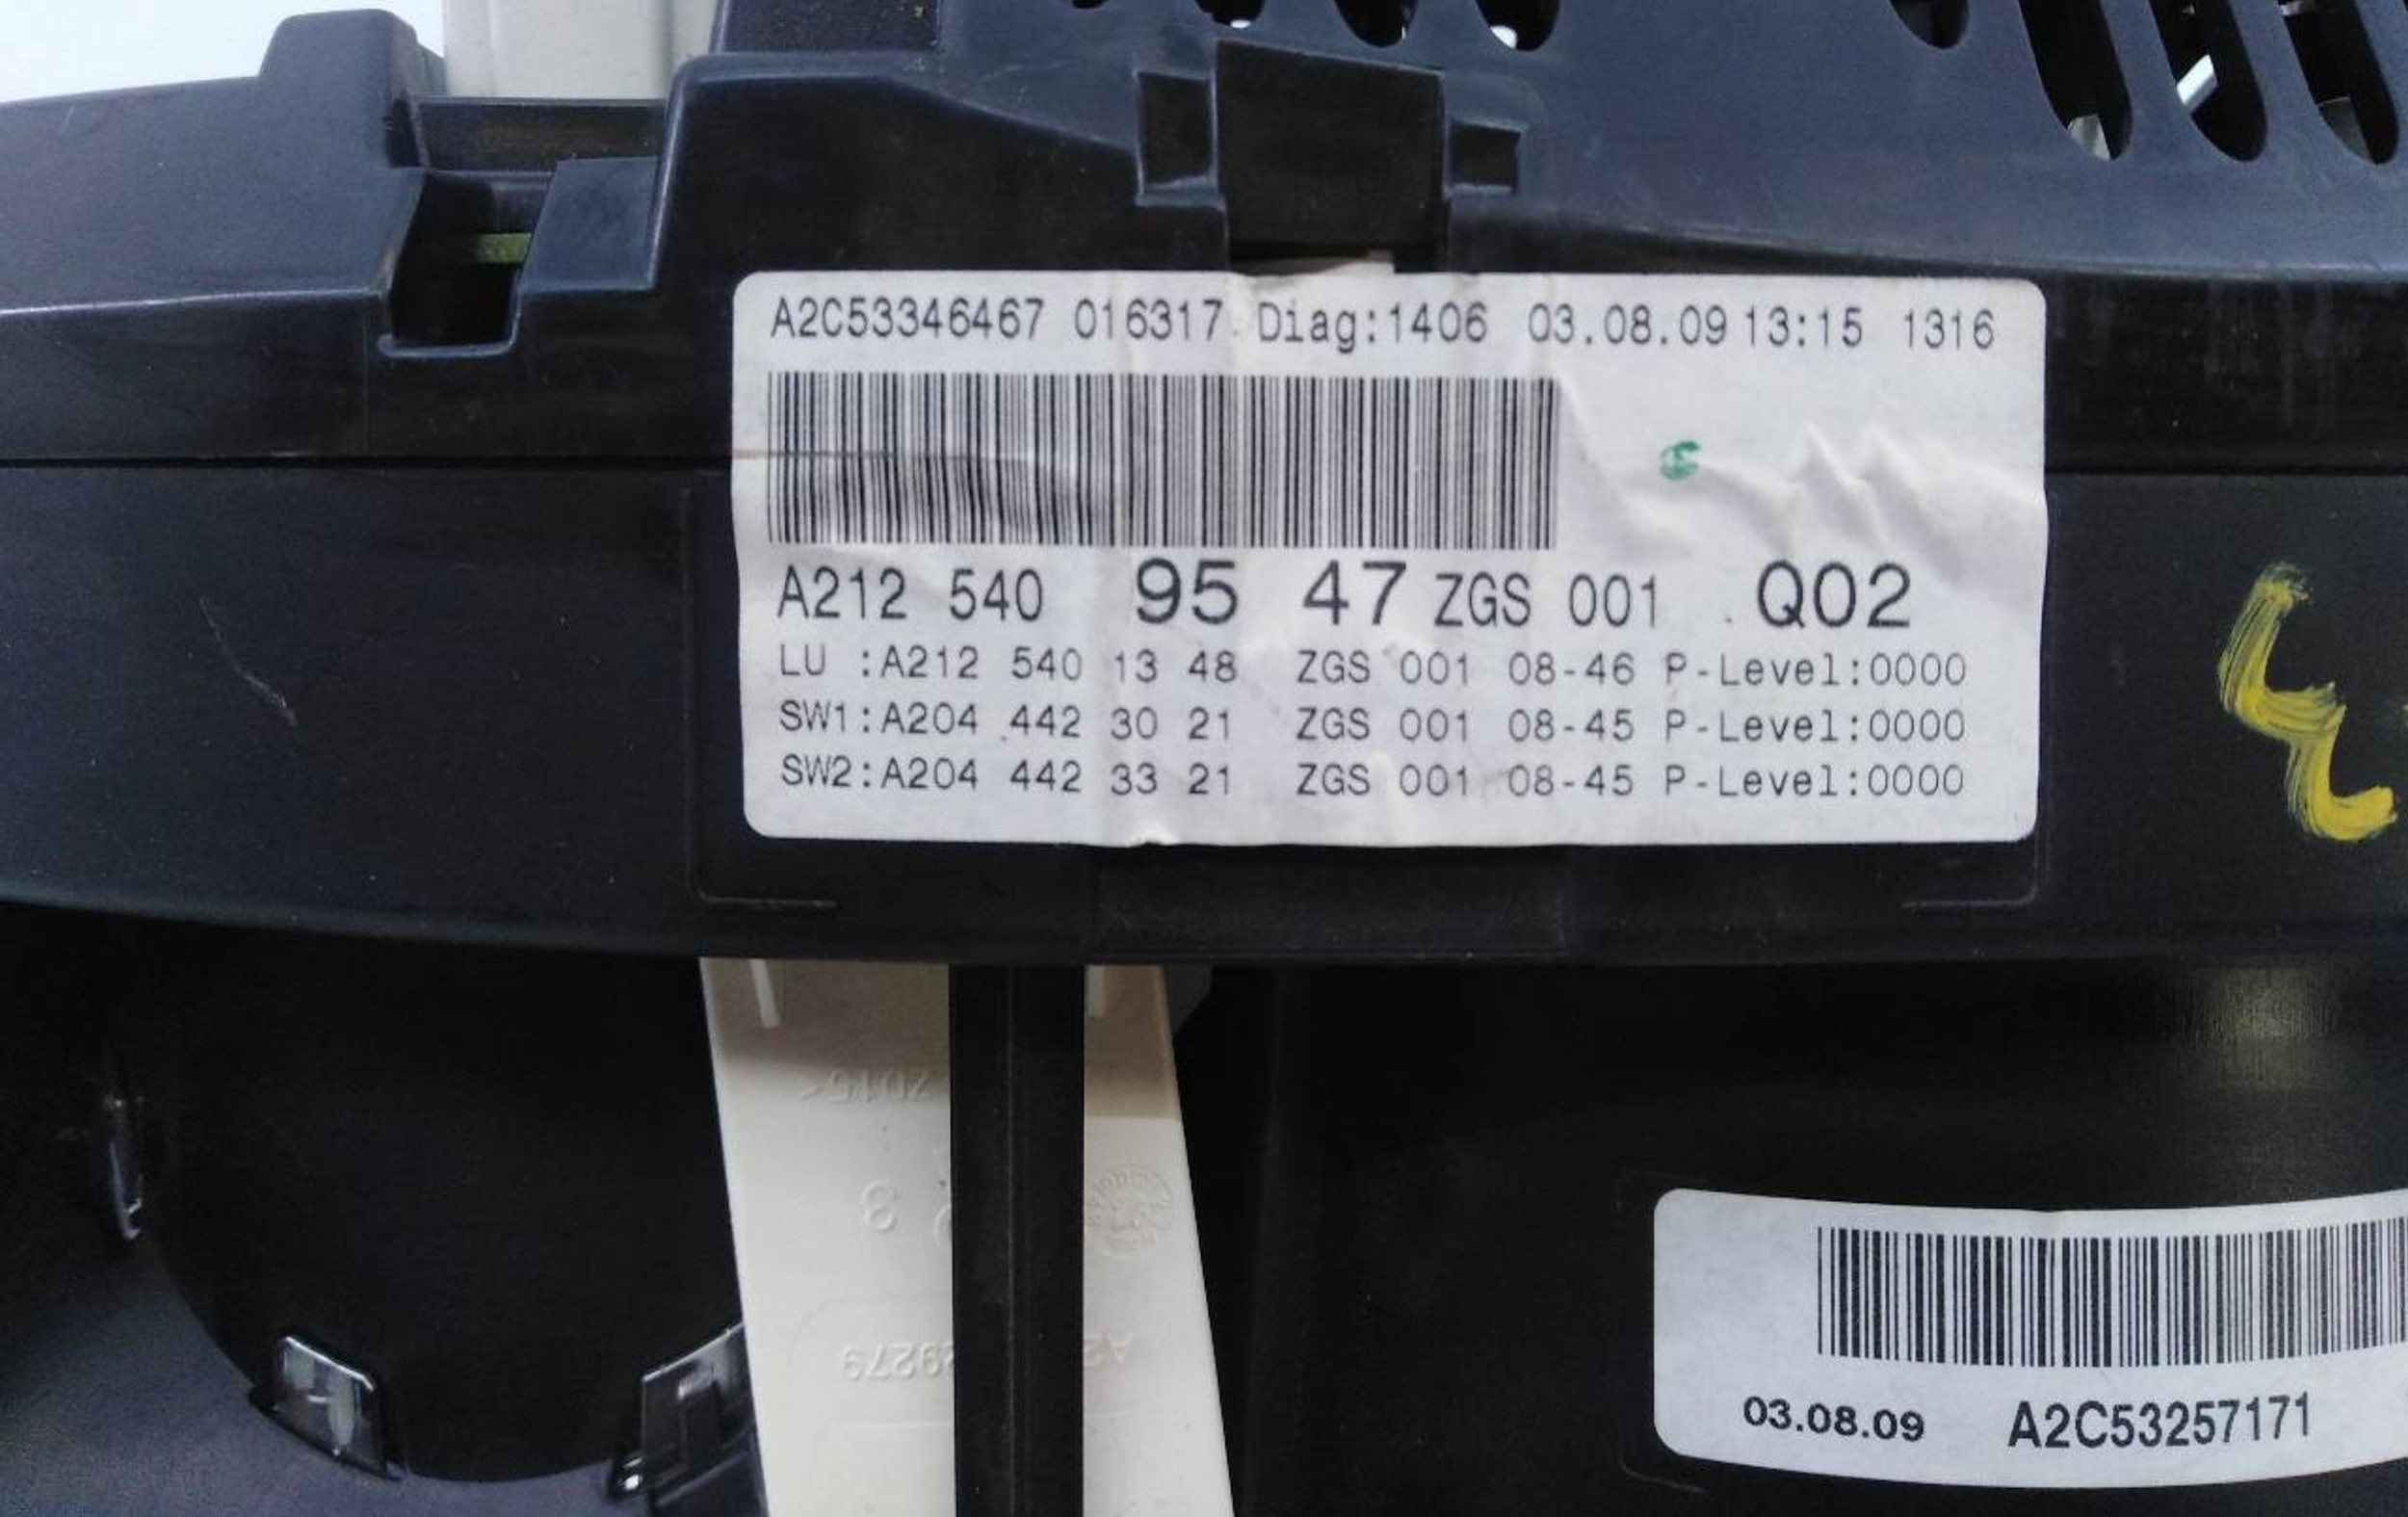 A2C53346467 016317 Diag:1406 03.08.09 13:15 1316
A212 540 95 47 ZGS 001 Q02
LU :A212 540 13 48 ZGS 001 08-46 P-Level:0000
SW1:A204 442 30 21 ZGS 001 08-45 P-Level:0000
SW2:A204 442 33 21 ZGS 001 08-45 P-Level:0000
3
03.08.09 A2C53257171